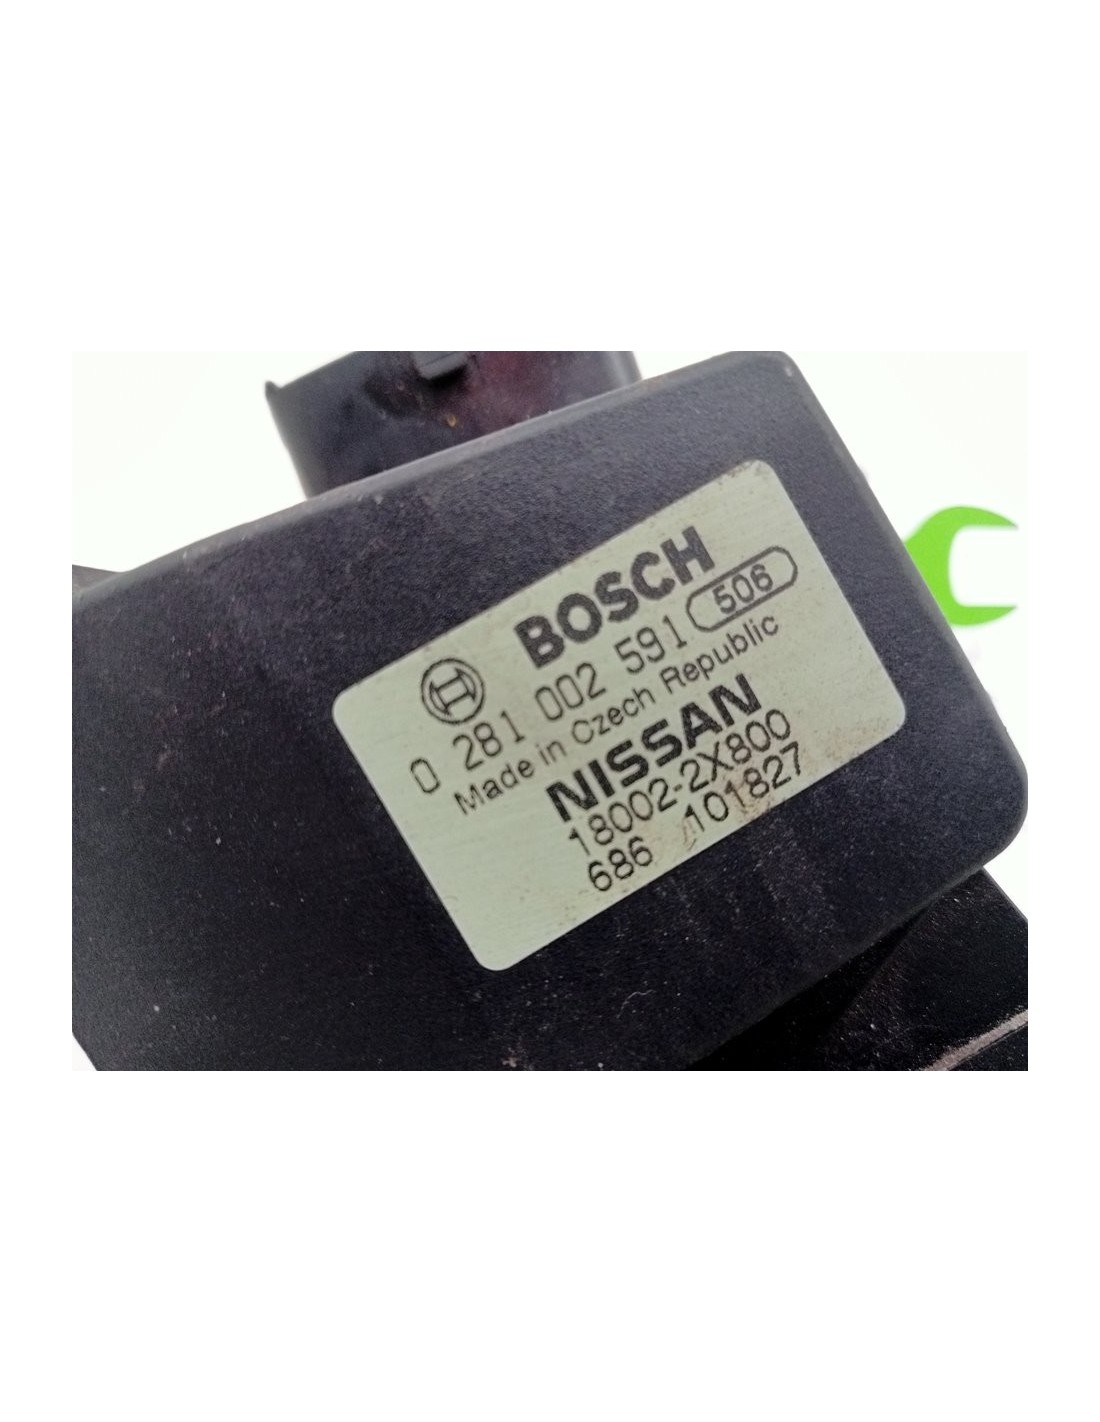 BOSCH
0 281 002 591 506
Made in Czech Republic
NISSAN
18002-2X800
686 101827